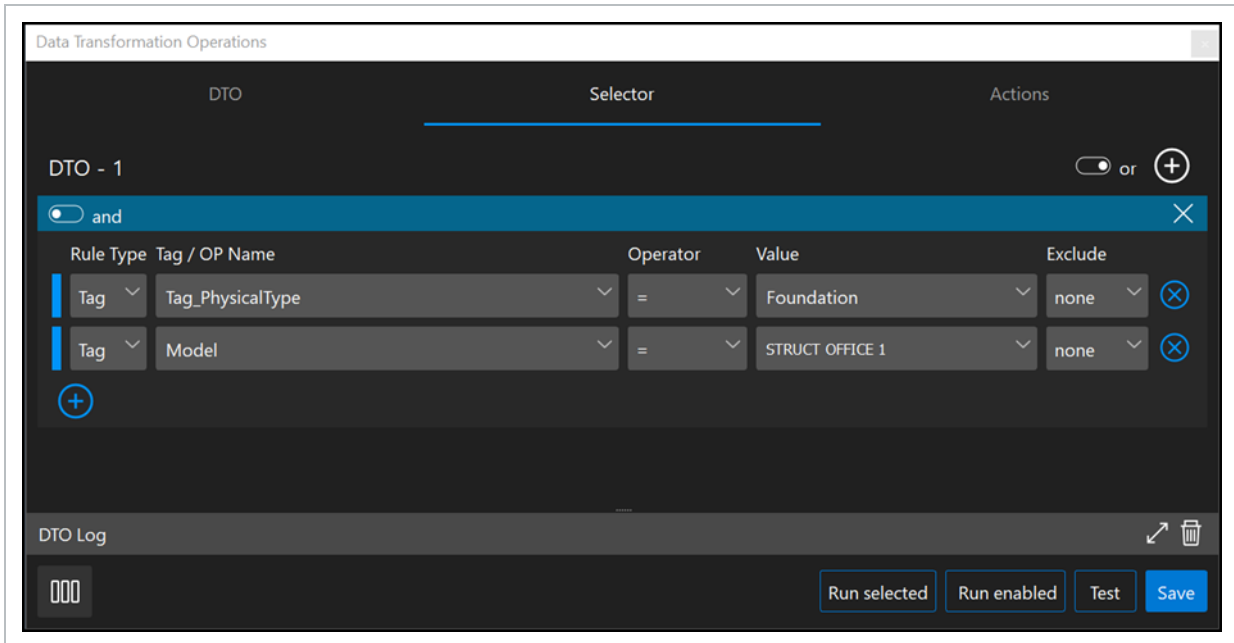 Data Transformation Operations
DTO Selector Actions
DTO - 1 or
and
Rule Type Tag / OP Name Operator Value Exclude
Tag Tag_PhysicalType = Foundation none
Tag Model = STRUCT OFFICE 1 none
DTO Log
Run selected Run enabled Test Save